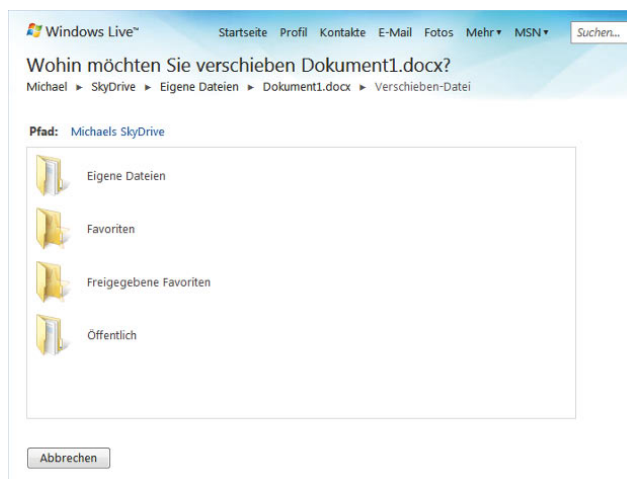 Windows Live™ Startseite Profil Kontakte E-Mail Fotos Mehr ▾ MSN ▾ Suchen...
Wohin möchten Sie verschieben Dokument1.docx?
Michael ► SkyDrive ► Eigene Dateien ► Dokument1.docx ► Verschieben-Datei
Pfad: Michaels SkyDrive
Eigene Dateien
Favoriten
Freigegebene Favoriten
Öffentlich
Abbrechen